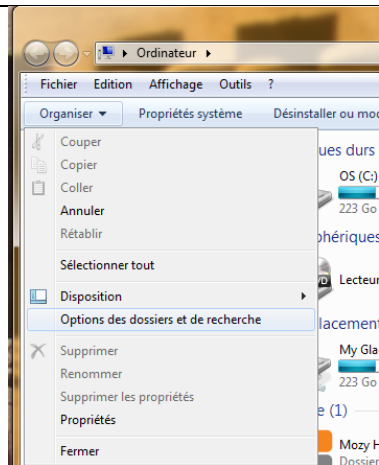 Ordinateur
Fichier Edition Affichage Outils ?
Organiser Propriétés système Désinstaller ou mod
Couper
Copier
Coller
Annuler
Rétablir
Sélectionner tout
Disposition
Options des dossiers et de recherche
Supprimer
Renommer
Supprimer les propriétés
Propriétés
Fermer
ues durs
OS (C:)
223 Go
phériques
Lecteur
lacement
My Gla
223 Go
e (1)
Mozy H
Dossier